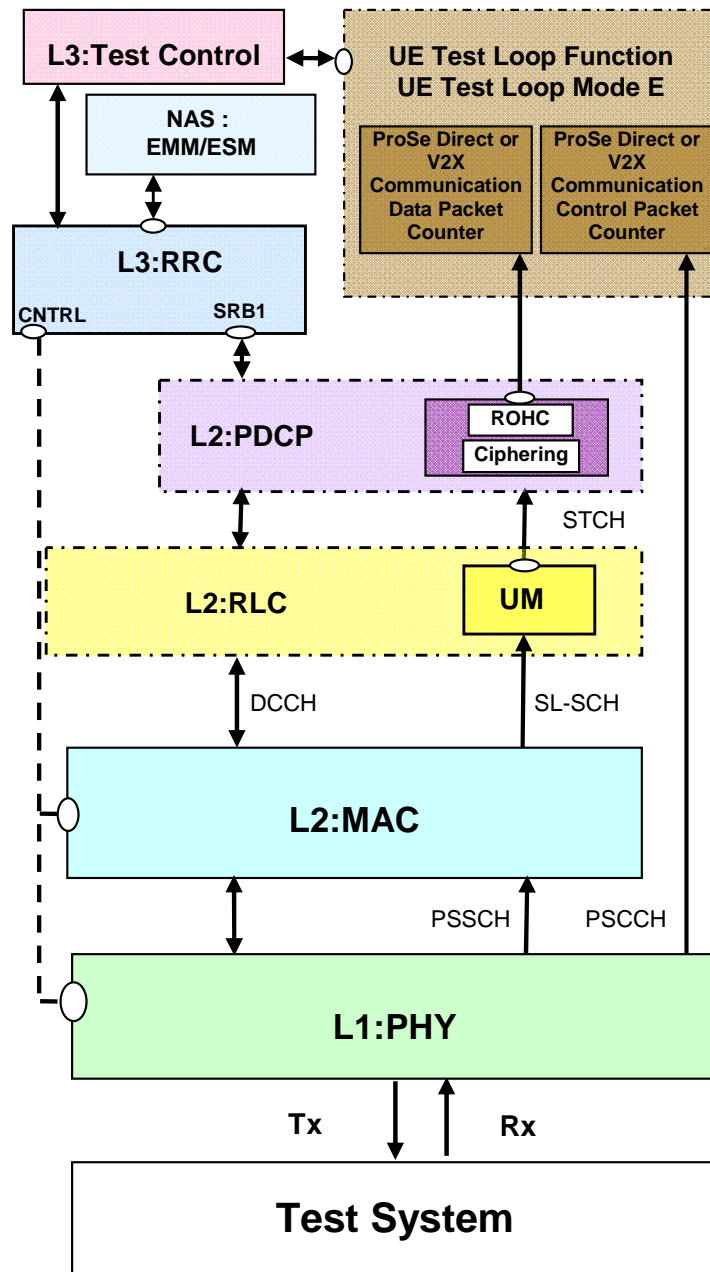 L3:Test Control
UE Test Loop Function
UE Test Loop Mode E
NAS :
EMM/ESM
ProSe Direct or
V2X
Communication
Data Packet
Counter
ProSe Direct or
V2X
Communication
Control Packet
Counter
L3:RRC
CNTRL
SRB1
L2:PDCP
ROHC
Ciphering
STCH
L2:RLC
UM
DCCH
SL-SCH
L2:MAC
PSSCH
PSCCH
L1:PHY
Tx
Rx
Test System